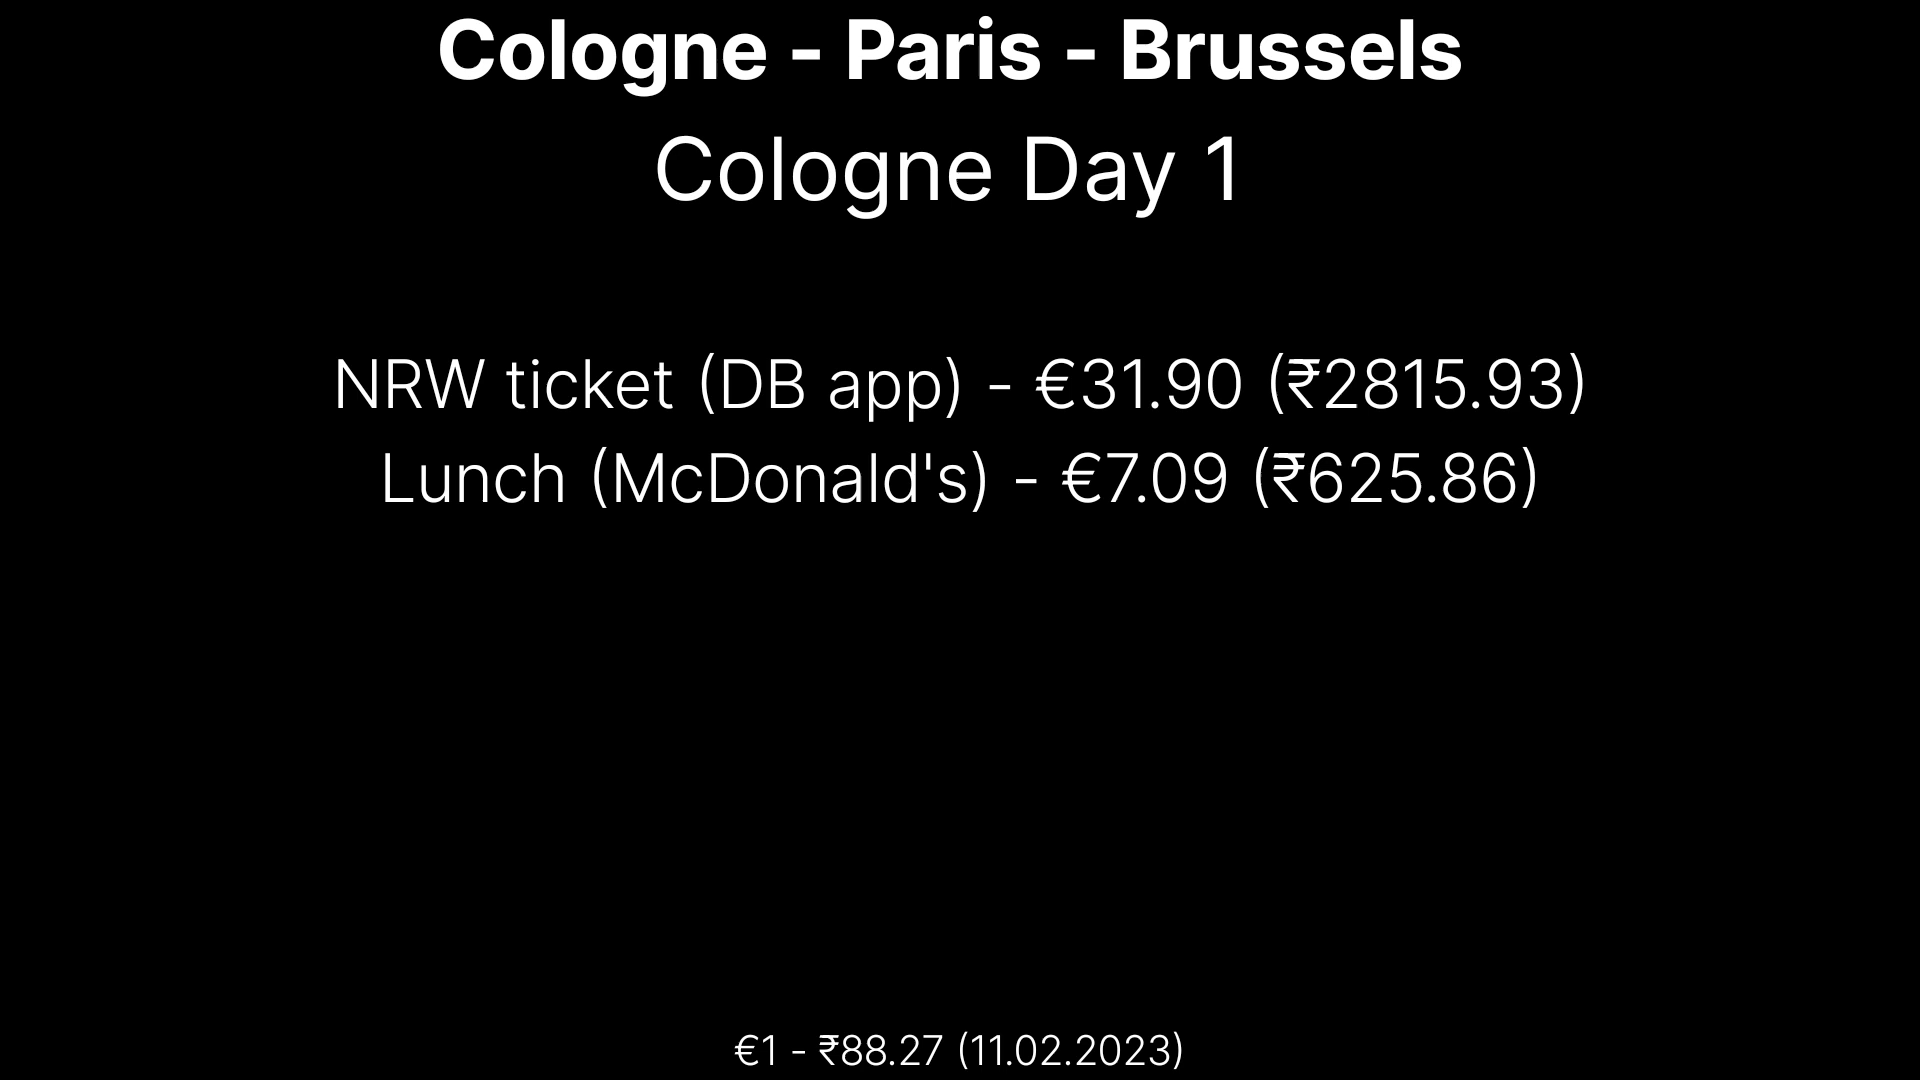 Cologne - Paris - Brussels
Cologne Day 1
NRW ticket (DB app) - €31.90 (₹2815.93)
Lunch (McDonald's) - €7.09 (₹625.86)
€1 - ₹88.27 (11.02.2023)